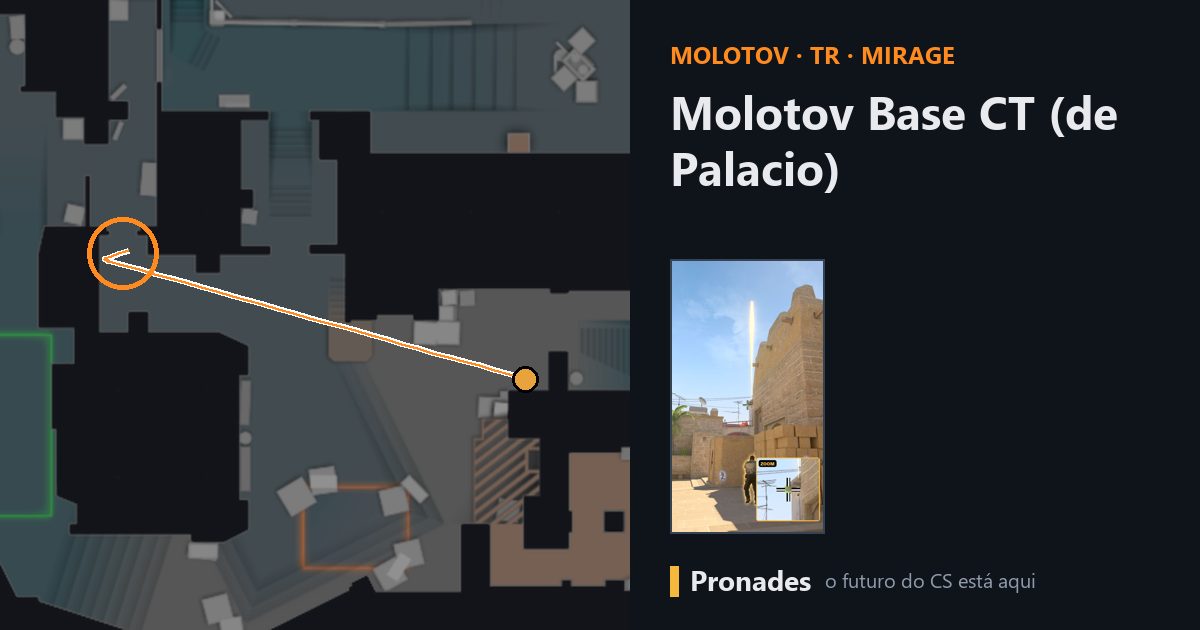 MOLOTOV · TR · MIRAGE
Molotov Base CT (de
Palacio)
ZOOM
Pronades o futuro do CS está aqui